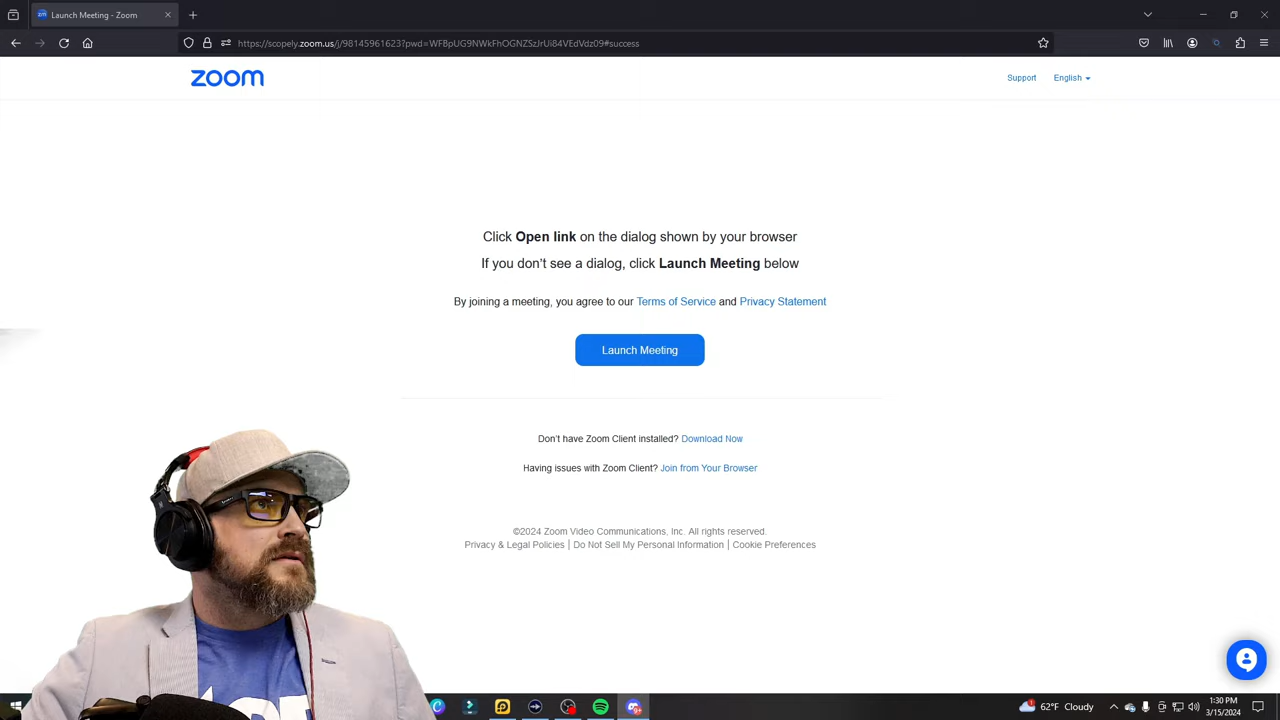 Launch Meeting - Zoom
https://scopely.zoom.us/j/98145961623?pwd=WFBpUG9NWkFhOGNZSzJrUi84VEdVdz09#success
zoom
Support English
Click Open link on the dialog shown by your browser
If you don't see a dialog, click Launch Meeting below
By joining a meeting, you agree to our Terms of Service and Privacy Statement
Launch Meeting
Don't have Zoom Client installed? Download Now
Having issues with Zoom Client? Join from Your Browser
©2024 Zoom Video Communications, Inc. All rights reserved.
Privacy & Legal Policies | Do Not Sell My Personal Information | Cookie Preferences
62°F Cloudy
1:30 PM
3/15/2024